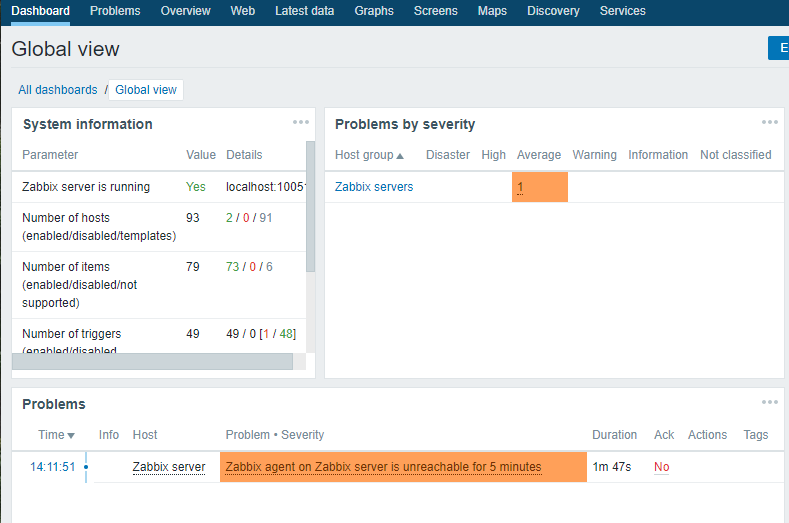 Dashboard Problems Overview Web Latest data Graphs Screens Maps Discovery Services
Global view
E
All dashboards / Global view
System information
Parameter Value Details
Zabbix server is running Yes localhost:10051
Number of hosts 93 2 / 0 / 91
(enabled/disabled/templates)
Number of items 79 73 / 0 / 6
(enabled/disabled/not
supported)
Number of triggers 49 49 / 0 [1 / 48]
(enabled/disabled
Problems by severity
Host group Disaster High Average Warning Information Not classified
Zabbix servers 1
Problems
Time Info Host Problem • Severity Duration Ack Actions Tags
14:11:51 Zabbix server Zabbix agent on Zabbix server is unreachable for 5 minutes 1m 47s No